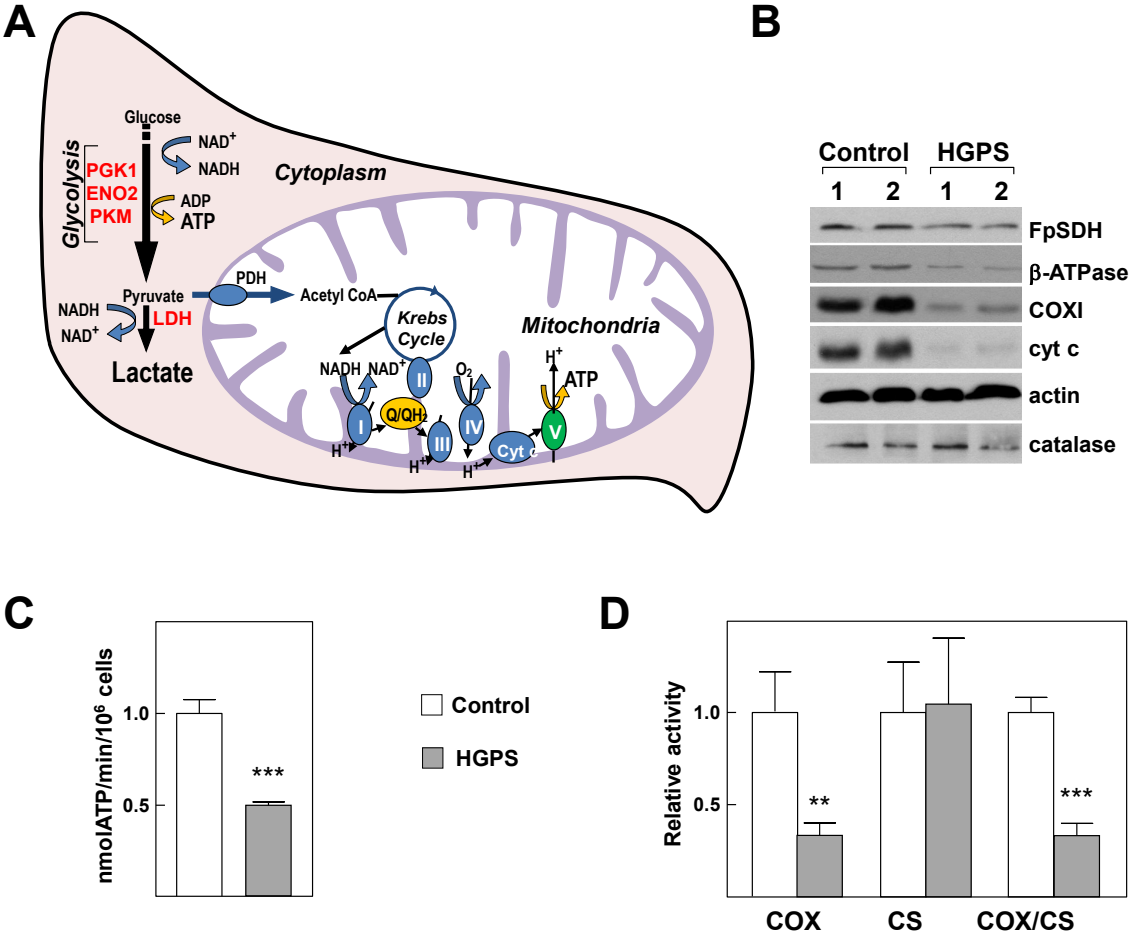 A
Glucose
NAD+
NADH
Glycolysis
PGK1
ENO2
PKM
ADP
ATP
Cytoplasm
PDH
Pyruvate
Acetyl CoA
NADH
LDH
NAD+
Lactate
Krebs
Cycle
Mitochondria
NADH
NAD+
II
O2
H+
ATP
Q/QH2
I
III
IV
V
Cyt c
H+
H+
H+
B
Control
HGPS
1
2
1
2
FpSDH
β-ATPase
COXI
cyt c
actin
catalase
C
nmolATP/min/10⁶ cells
1.0
0.5
***
Control
HGPS
D
Relative activity
1.0
0.5
**
***
COX
CS
COX/CS